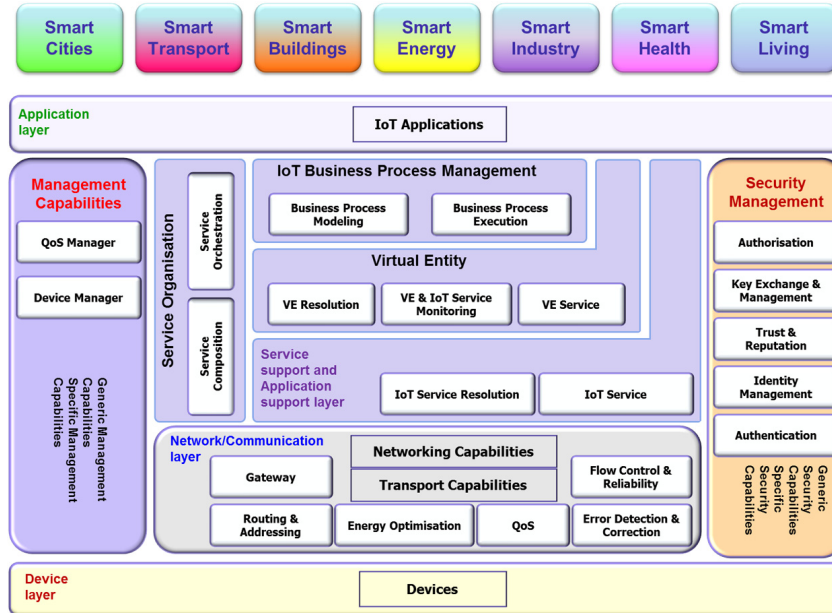 Smart
Cities
Smart
Transport
Smart
Buildings
Smart
Energy
Smart
Industry
Smart
Health
Smart
Living
Application
layer
IoT Applications
Management
Capabilities
QoS Manager
Device Manager
Generic Management
Capabilities
Specific Management
Capabilities
Service Organisation
Service
Orchestration
Service
Composition
IoT Business Process Management
Business Process
Modeling
Business Process
Execution
Virtual Entity
VE Resolution
VE & IoT Service
Monitoring
VE Service
Service
support and
Application
support layer
IoT Service Resolution
IoT Service
Network/Communication
layer
Networking Capabilities
Transport Capabilities
Gateway
Flow Control &
Reliability
Routing &
Addressing
Energy Optimisation
QoS
Error Detection &
Correction
Security
Management
Authorisation
Key Exchange &
Management
Trust &
Reputation
Identity
Management
Authentication
Generic
Security
Capabilities
Specific
Security
Capabilities
Device
layer
Devices